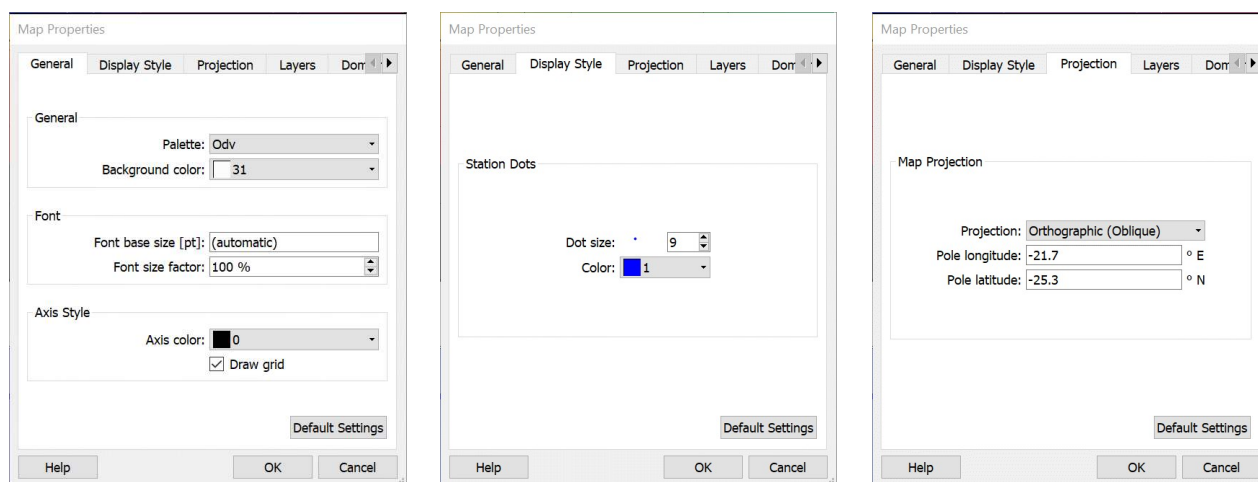 Map Properties
General Display Style Projection Layers Dom
General
Palette: Odv
Background color: 31
Font
Font base size [pt]: (automatic)
Font size factor: 100 %
Axis Style
Axis color: 0
Draw grid
Default Settings
Help OK Cancel
Map Properties
General Display Style Projection Layers Dom
Station Dots
Dot size: 9
Color: 1
Default Settings
Help OK Cancel
Map Properties
General Display Style Projection Layers Dom
Map Projection
Projection: Orthographic (Oblique)
Pole longitude: -21.7 º E
Pole latitude: -25.3 º N
Default Settings
Help OK Cancel